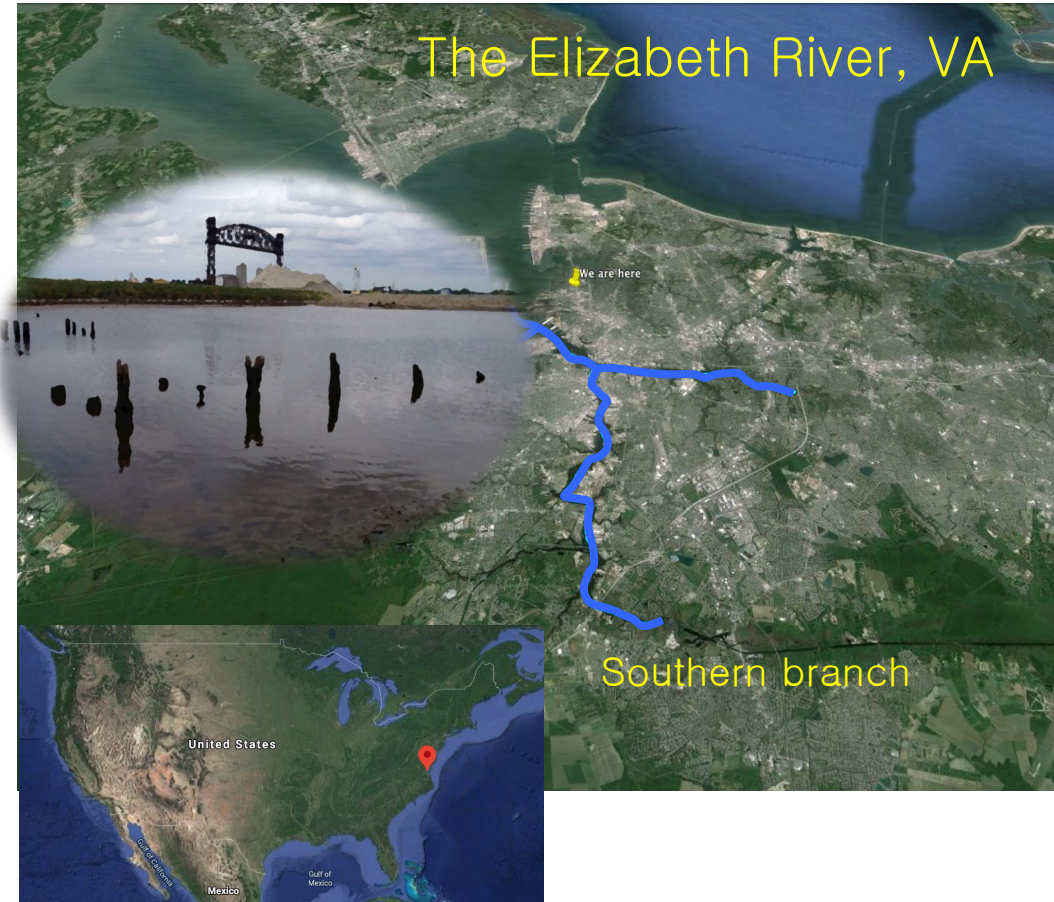 The Elizabeth River, VA
We are here
Southern branch
United States
Gulf of California
Gulf of
Mexico
Mexico